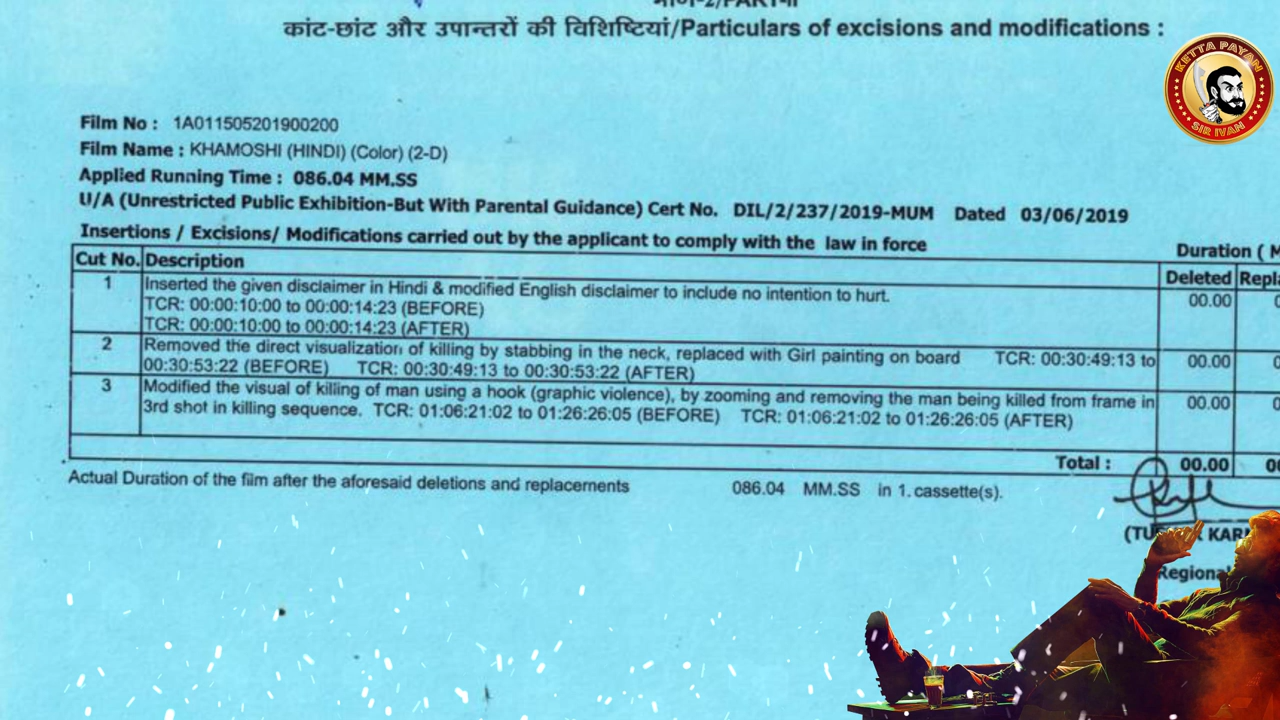 कांट-छांट और उपान्तरों की विशिष्टियां/Particulars of excisions and modifications :
KETTA PAYAN
SIR IVAN
Film No : 1A011505201900200
Film Name : KHAMOSHI (HINDI) (Color) (2-D)
Applied Running Time : 086.04 MM.SS
U/A (Unrestricted Public Exhibition-But With Parental Guidance) Cert No. DIL/2/237/2019-MUM Dated 03/06/2019
Insertions / Excisions/ Modifications carried out by the applicant to comply with the law in force
Duration ( M
Cut No. Description Deleted Repla
1 Inserted the given disclaimer in Hindi & modified English disclaimer to include no intention to hurt. 00.00 0
TCR: 00:00:10:00 to 00:00:14:23 (BEFORE)
TCR: 00:00:10:00 to 00:00:14:23 (AFTER)
2 Removed the direct visualization of killing by stabbing in the neck, replaced with Girl painting on board TCR: 00:30:49:13 to 00.00 0
00:30:53:22 (BEFORE) TCR: 00:30:49:13 to 00:30:53:22 (AFTER)
3 Modified the visual of killing of man using a hook (graphic violence), by zooming and removing the man being killed from frame in 00.00 0
3rd shot in killing sequence. TCR: 01:06:21:02 to 01:26:26:05 (BEFORE) TCR: 01:06:21:02 to 01:26:26:05 (AFTER)
Total : 00.00 00
Actual Duration of the film after the aforesaid deletions and replacements 086.04 MM.SS in 1. cassette(s).
Regional